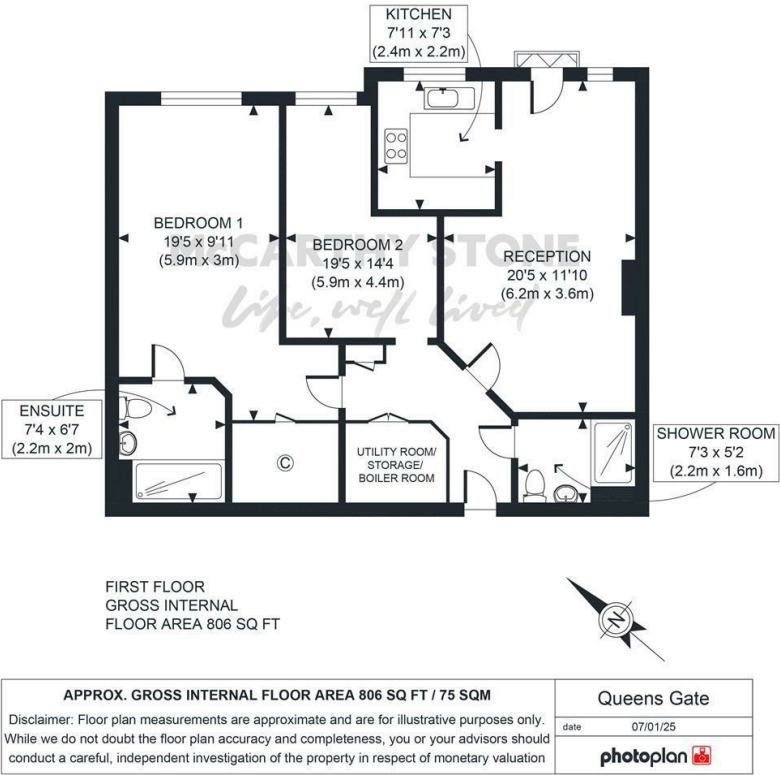 KITCHEN
7'11 x 7'3
(2.4m x 2.2m)
BEDROOM 1
19'5 x 9'11
(5.9m x 3m)
BEDROOM 2
19'5 x 14'4
(5.9m x 4.4m)
McCARTHY STONE
Life, well lived
RECEPTION
20'5 x 11'10
(6.2m x 3.6m)
ENSUITE
7'4 x 6'7
(2.2m x 2m)
C
UTILITY ROOM/
STORAGE/
BOILER ROOM
SHOWER ROOM
7'3 x 5'2
(2.2m x 1.6m)
FIRST FLOOR
GROSS INTERNAL
FLOOR AREA 806 SQ FT
N
APPROX. GROSS INTERNAL FLOOR AREA 806 SQ FT / 75 SQM
Disclaimer: Floor plan measurements are approximate and are for illustrative purposes only.
While we do not doubt the floor plan accuracy and completeness, you or your advisors should
conduct a careful, independent investigation of the property in respect of monetary valuation
Queens Gate
date 07/01/25
photoplan